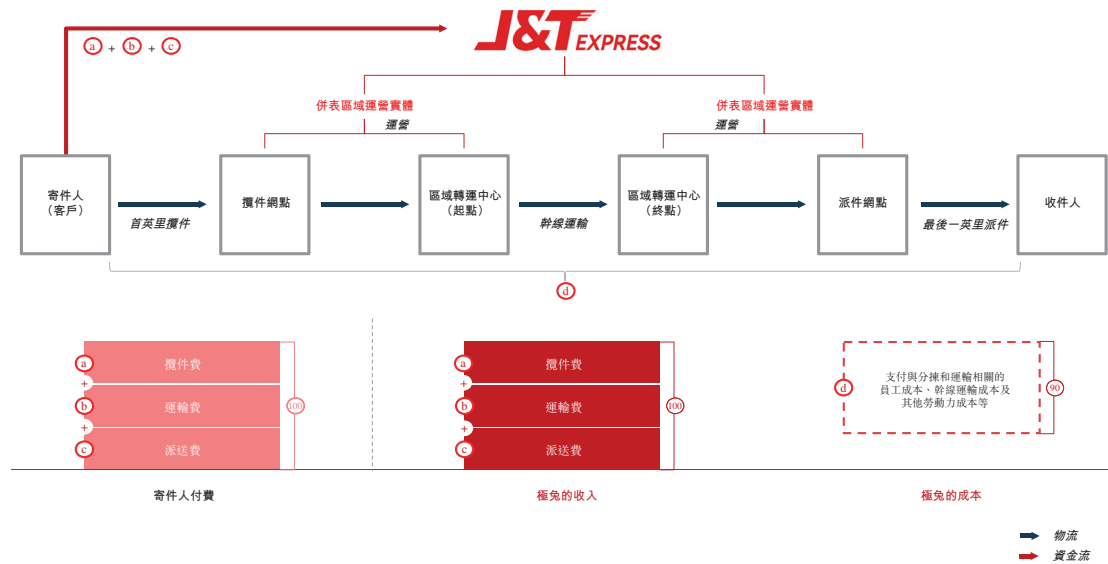 J&T EXPRESS
a + b + c
併表區域運營實體
併表區域運營實體
運營
運營
寄件人
（客戶）
首英里攬件
攬件網點
區域轉運中心
（起點）
幹線運輸
區域轉運中心
（終點）
派件網點
最後一英里派件
收件人
d
a
攬件費
+
b
運輸費
100
+
c
派送費
a
攬件費
+
b
運輸費
100
+
c
派送費
d
支付與分揀和運輸相關的
員工成本、幹線運輸成本及
其他勞動力成本等
90
寄件人付費
極兔的收入
極兔的成本
物流
資金流